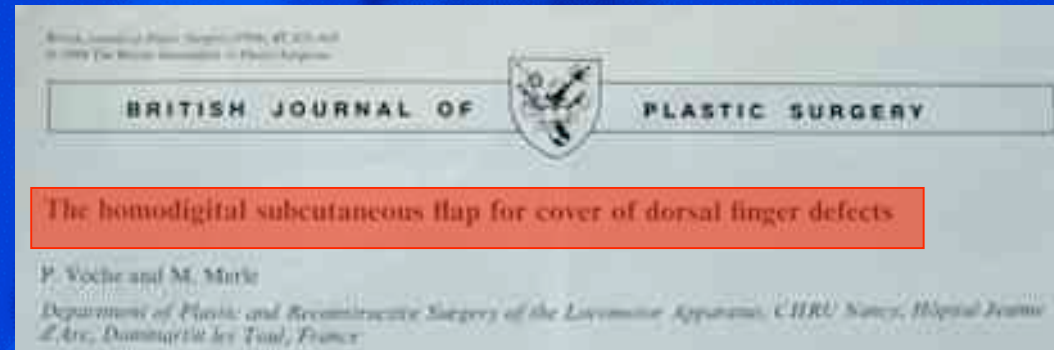 BRITISH JOURNAL OF PLASTIC SURGERY
The homodigital subcutaneous flap for cover of dorsal finger defects
P. Voche and M. Merle
Department of Plastic and Reconstructive Surgery of the Locomotor Apparatus, CHRU Nancy, Hôpital Jeanne
d'Arc, Dommartin les Toul, France